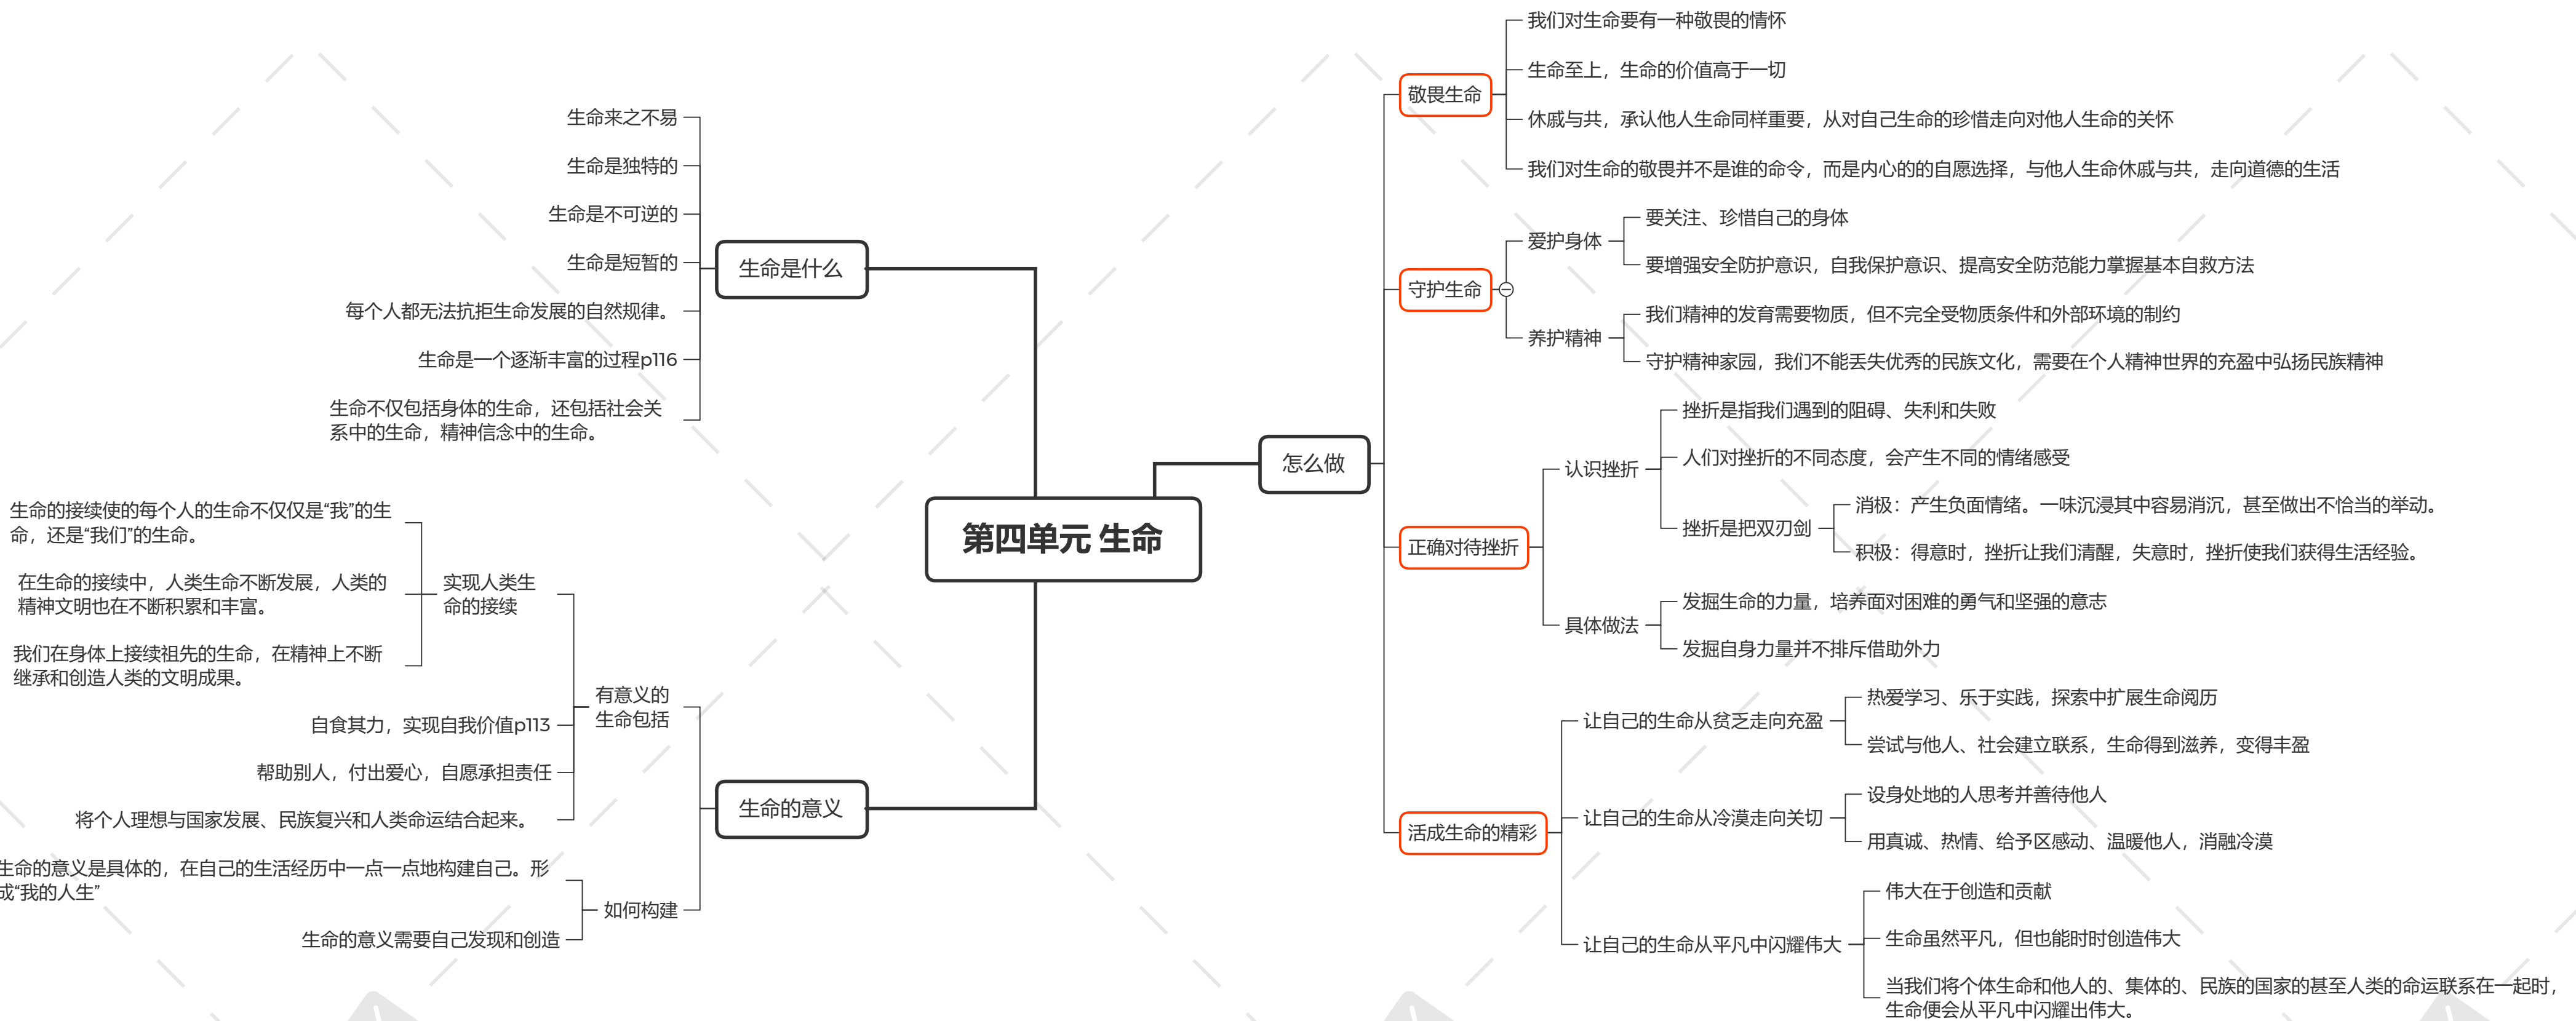 第四单元 生命
生命是什么
生命来之不易
生命是独特的
生命是不可逆的
生命是短暂的
每个人都无法抗拒生命发展的自然规律。
生命是一个逐渐丰富的过程p116
生命不仅包括身体的生命，还包括社会关
系中的生命，精神信念中的生命。
生命的意义
有意义的
生命包括
实现人类生
命的接续
生命的接续使的每个人的生命不仅仅是“我”的生
命，还是“我们”的生命。
在生命的接续中，人类生命不断发展，人类的
精神文明也在不断积累和丰富。
我们在身体上接续祖先的生命，在精神上不断
继承和创造人类的文明成果。
自食其力，实现自我价值p113
帮助别人，付出爱心，自愿承担责任
将个人理想与国家发展、民族复兴和人类命运结合起来。
如何构建
生命的意义是具体的，在自己的生活经历中一点一点地构建自己。形
成“我的人生”
生命的意义需要自己发现和创造
怎么做
敬畏生命
我们对生命要有一种敬畏的情怀
生命至上，生命的价值高于一切
休戚与共，承认他人生命同样重要，从对自己生命的珍惜走向对他人生命的关怀
我们对生命的敬畏并不是谁的命令，而是内心的的自愿选择，与他人生命休戚与共，走向道德的生活
守护生命
爱护身体
要关注、珍惜自己的身体
要增强安全防护意识，自我保护意识、提高安全防范能力掌握基本自救方法
养护精神
我们精神的发育需要物质，但不完全受物质条件和外部环境的制约
守护精神家园，我们不能丢失优秀的民族文化，需要在个人精神世界的充盈中弘扬民族精神
正确对待挫折
认识挫折
挫折是指我们遇到的阻碍、失利和失败
人们对挫折的不同态度，会产生不同的情绪感受
挫折是把双刃剑
消极：产生负面情绪。一味沉浸其中容易消沉，甚至做出不恰当的举动。
积极：得意时，挫折让我们清醒，失意时，挫折使我们获得生活经验。
具体做法
发掘生命的力量，培养面对困难的勇气和坚强的意志
发掘自身力量并不排斥借助外力
活成生命的精彩
让自己的生命从贫乏走向充盈
热爱学习、乐于实践，探索中扩展生命阅历
尝试与他人、社会建立联系，生命得到滋养，变得丰盈
让自己的生命从冷漠走向关切
设身处地的人思考并善待他人
用真诚、热情、给予区感动、温暖他人，消融冷漠
让自己的生命从平凡中闪耀伟大
伟大在于创造和贡献
生命虽然平凡，但也能时时创造伟大
当我们将个体生命和他人的、集体的、民族的国家的甚至人类的命运联系在一起时，
生命便会从平凡中闪耀出伟大。